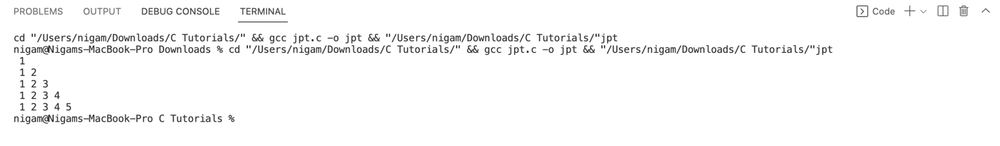 PROBLEMS OUTPUT DEBUG CONSOLE TERMINAL Code
cd "/Users/nigam/Downloads/C Tutorials/" && gcc jpt.c -o jpt && "/Users/nigam/Downloads/C Tutorials/"jpt
nigam@Nigams-MacBook-Pro Downloads % cd "/Users/nigam/Downloads/C Tutorials/" && gcc jpt.c -o jpt && "/Users/nigam/Downloads/C Tutorials/"jpt
1
1 2
1 2 3
1 2 3 4
1 2 3 4 5
nigam@Nigams-MacBook-Pro C Tutorials %